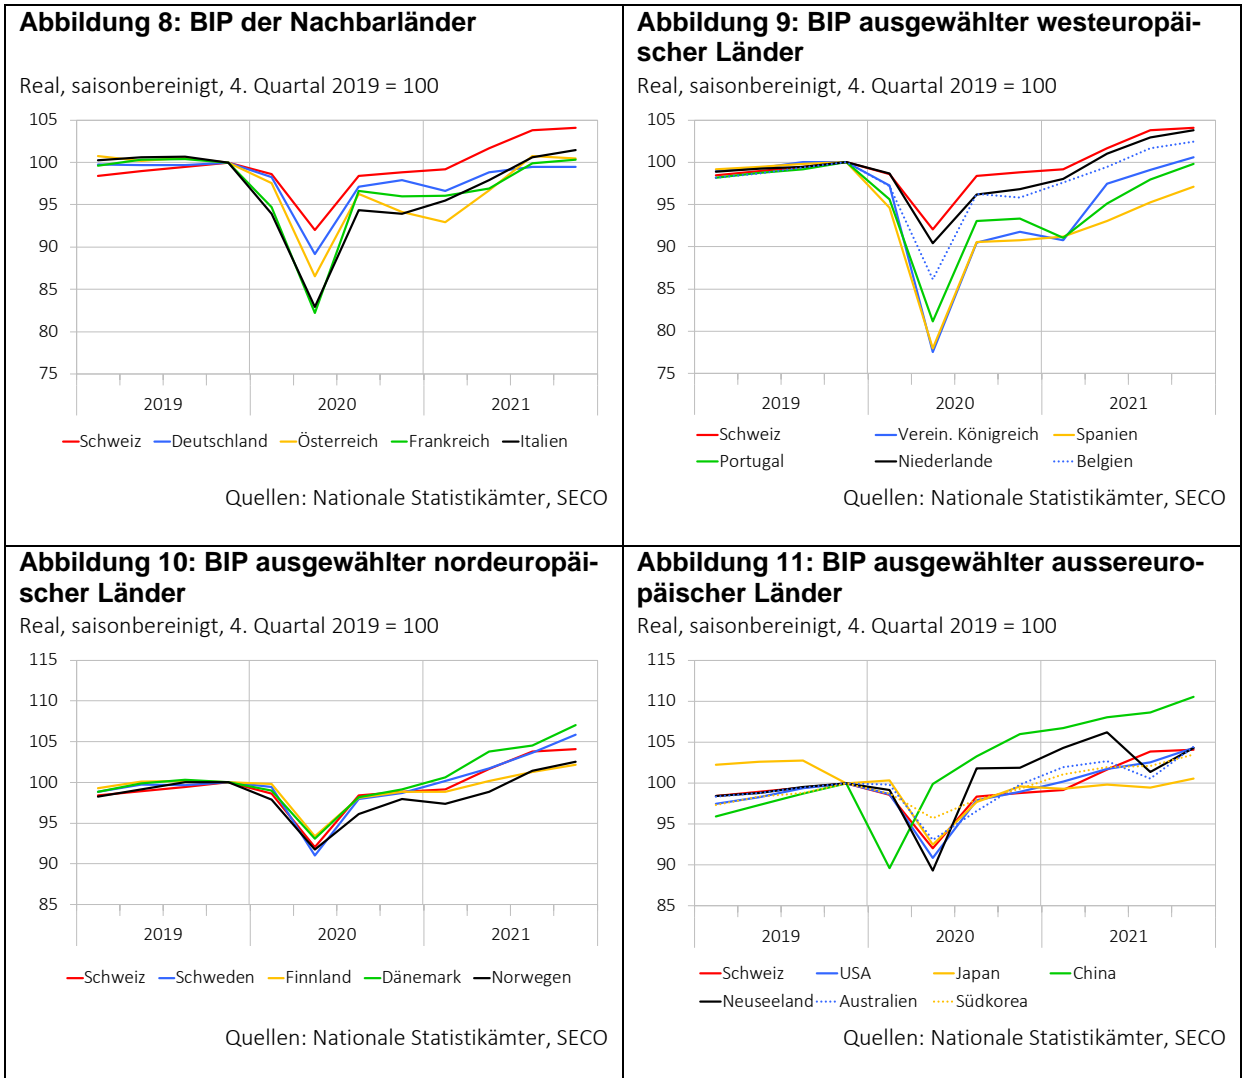 Abbildung 8: BIP der Nachbarländer
Real, saisonbereinigt, 4. Quartal 2019 = 100
105
100
95
90
85
80
75
2019 2020 2021
Schweiz Deutschland Österreich Frankreich Italien
Quellen: Nationale Statistikämter, SECO
Abbildung 9: BIP ausgewählter westeuropäi-
scher Länder
Real, saisonbereinigt, 4. Quartal 2019 = 100
105
100
95
90
85
80
75
2019 2020 2021
Schweiz Verein. Königreich Spanien
Portugal Niederlande Belgien
Quellen: Nationale Statistikämter, SECO
Abbildung 10: BIP ausgewählter nordeuropäi-
scher Länder
Real, saisonbereinigt, 4. Quartal 2019 = 100
115
110
105
100
95
90
85
2019 2020 2021
Schweiz Schweden Finnland Dänemark Norwegen
Quellen: Nationale Statistikämter, SECO
Abbildung 11: BIP ausgewählter aussereuro-
päischer Länder
Real, saisonbereinigt, 4. Quartal 2019 = 100
115
110
105
100
95
90
85
2019 2020 2021
Schweiz USA Japan China
Neuseeland Australien Südkorea
Quellen: Nationale Statistikämter, SECO